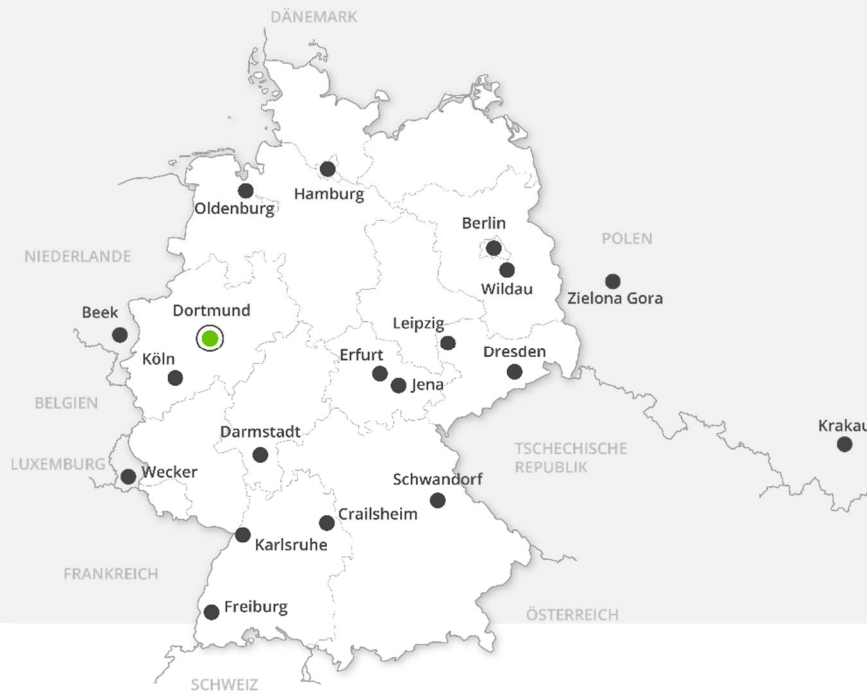 DÄNEMARK
Hamburg
Oldenburg
Berlin
POLEN
NIEDERLANDE
Wildau
Zielona Gora
Beek
Dortmund
Leipzig
Köln
Erfurt
Dresden
Jena
BELGIEN
Krakau
Darmstadt
TSCHECHISCHE
REPUBLIK
LUXEMBURG
Wecker
Schwandorf
Crailsheim
Karlsruhe
FRANKREICH
Freiburg
ÖSTERREICH
SCHWEIZ